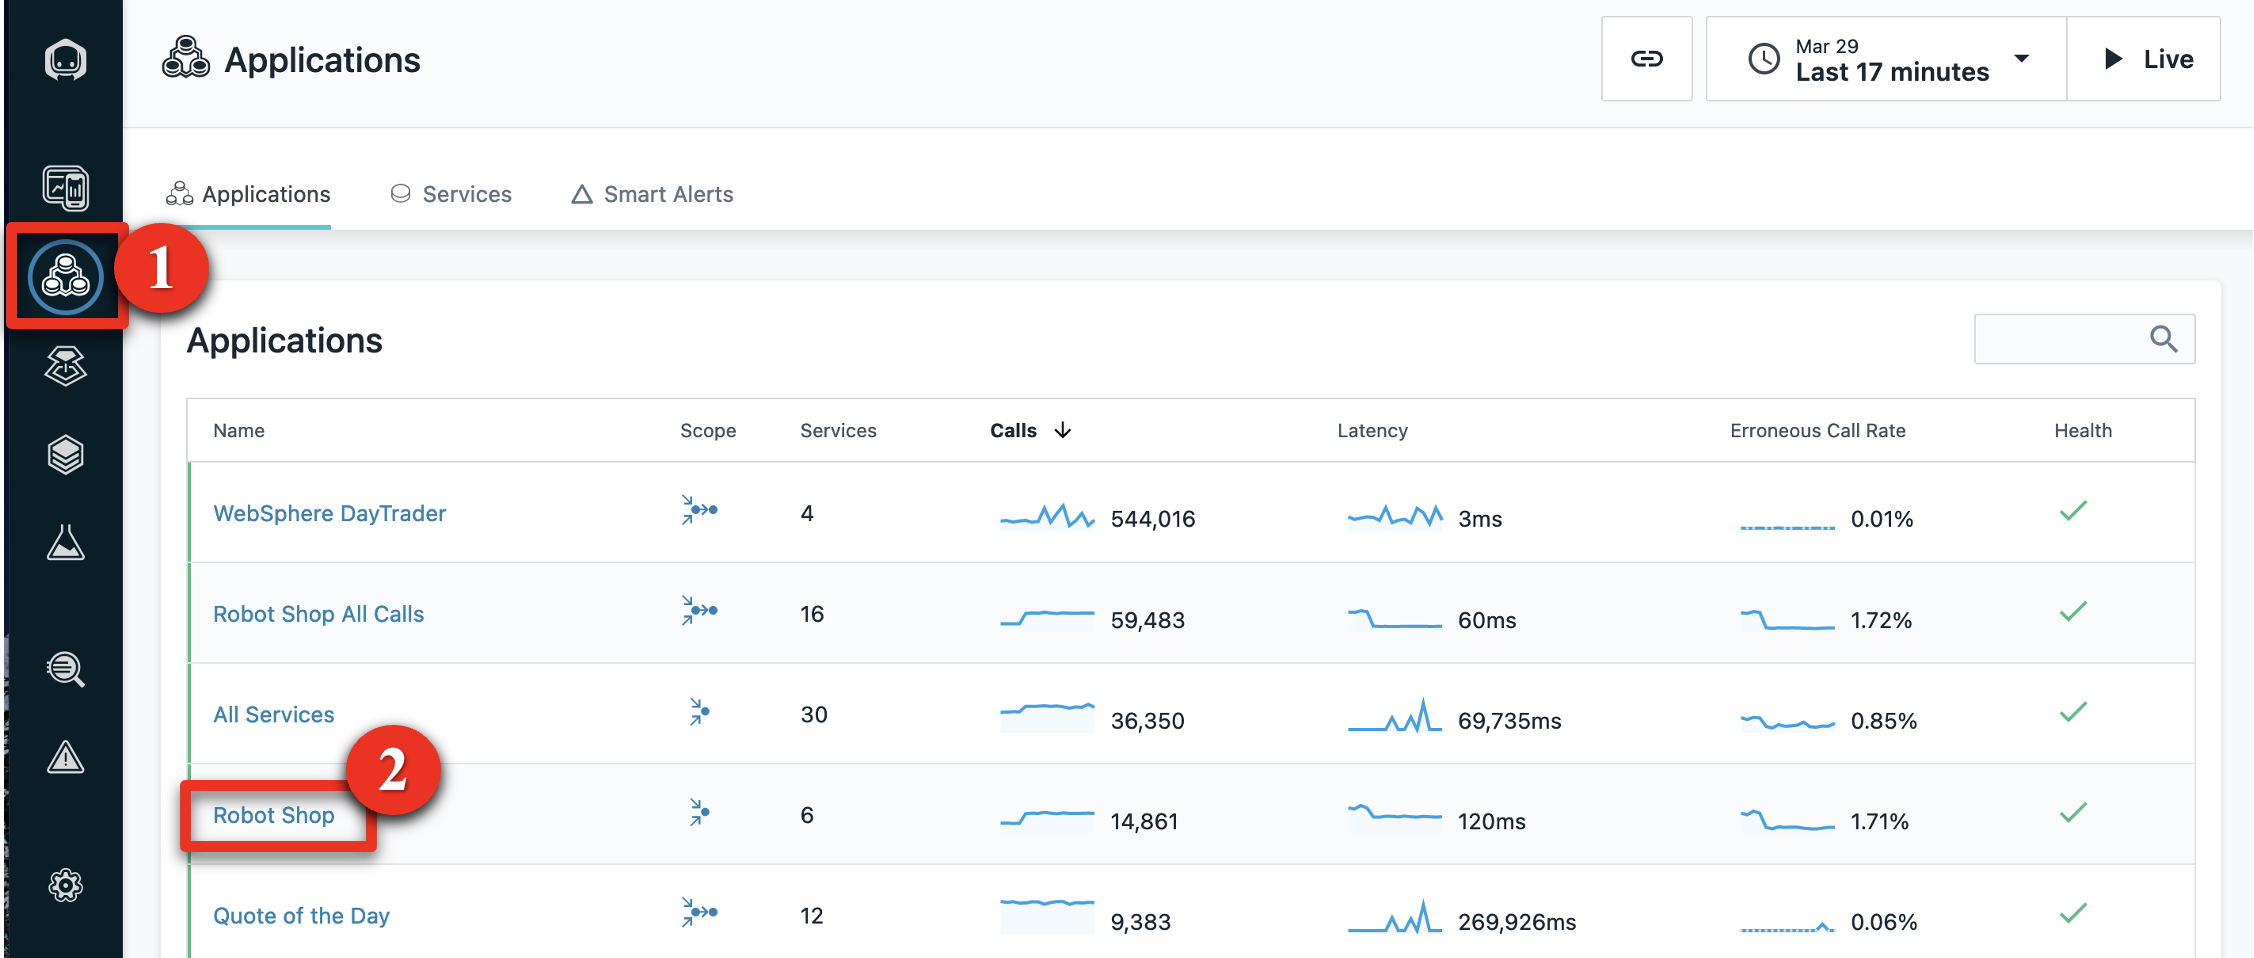 Applications
Mar 29
Last 17 minutes
Live
Applications Services Smart Alerts
1
Applications
Name Scope Services Calls Latency Erroneous Call Rate Health
WebSphere DayTrader 4 544,016 3ms 0.01%
Robot Shop All Calls 16 59,483 60ms 1.72%
All Services 30 36,350 69,735ms 0.85%
2
Robot Shop 6 14,861 120ms 1.71%
Quote of the Day 12 9,383 269,926ms 0.06%